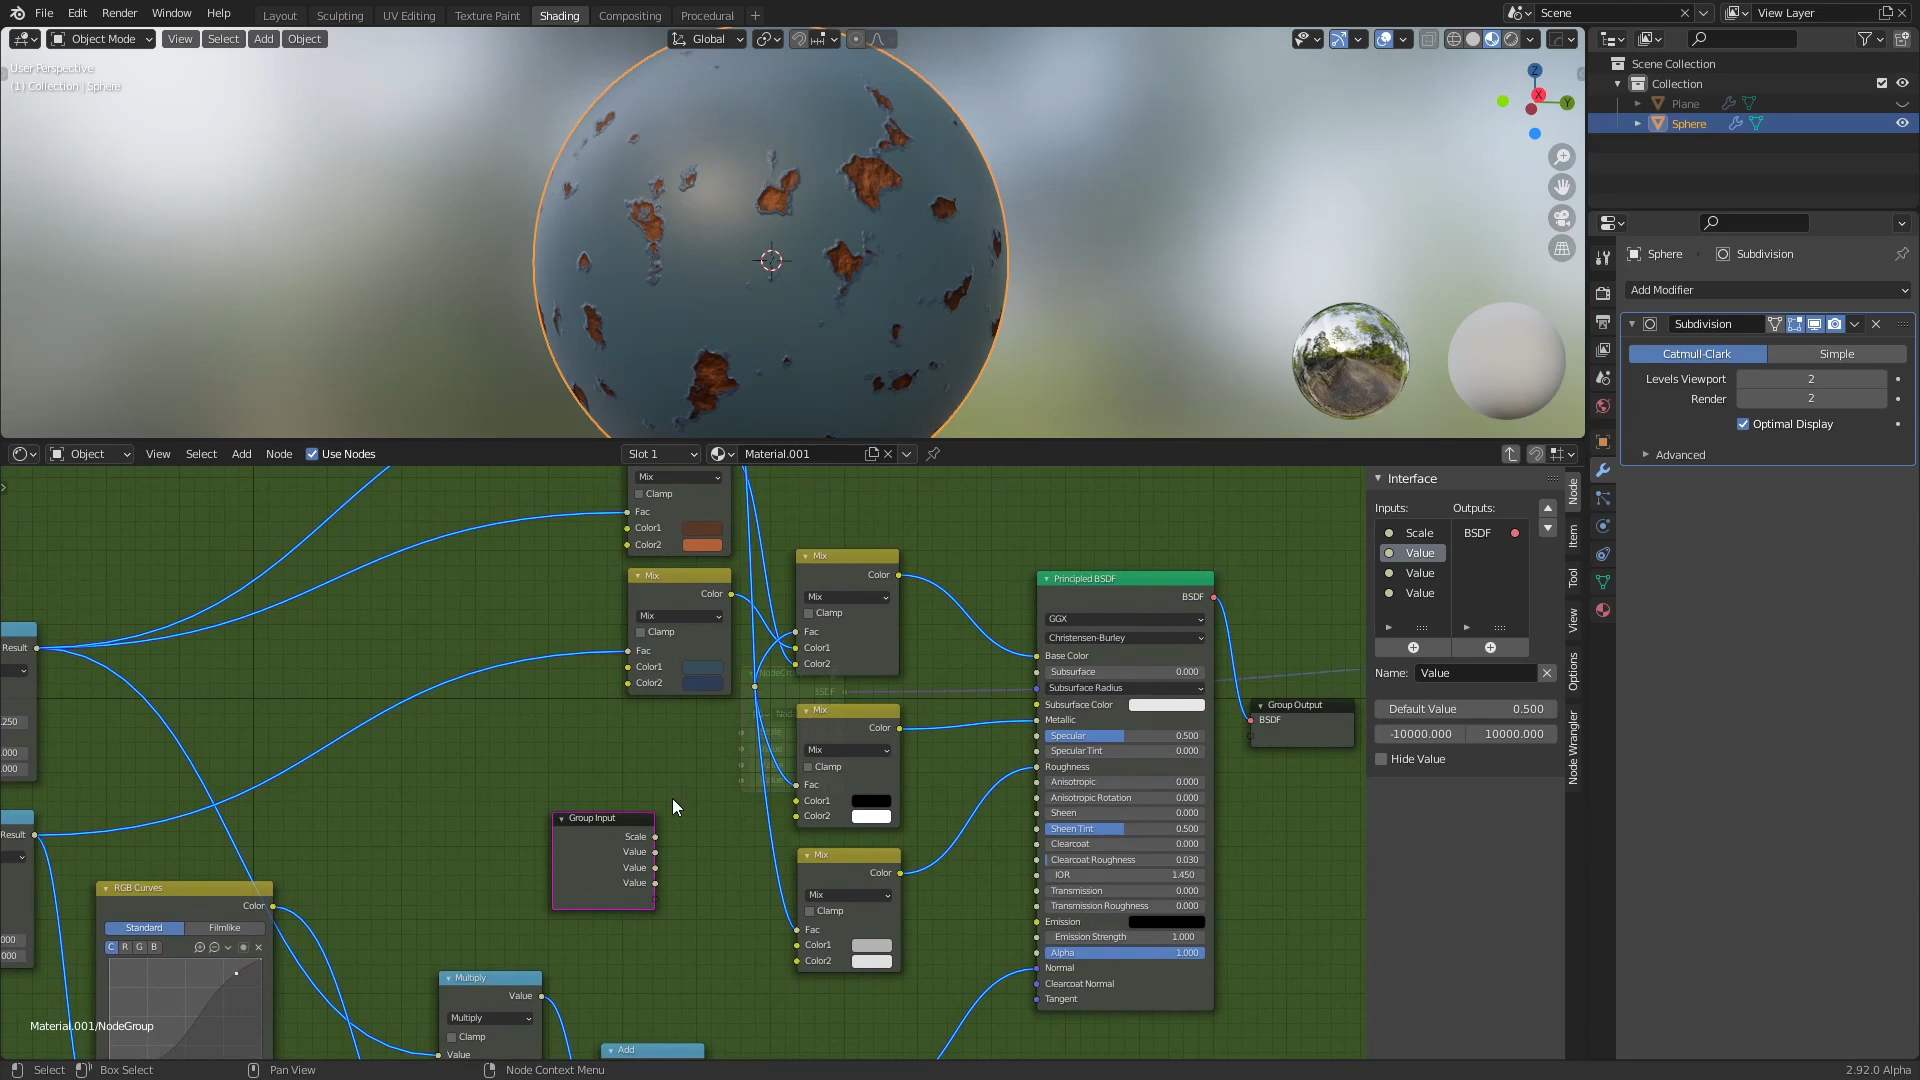 File Edit Render Window Help Layout Sculpting UV Editing Texture Paint Shading Compositing Procedural + Scene View Layer
Object Mode View Select Add Object Global
User Perspective
(1) Collection | Sphere
Z
X
Y
Scene Collection
Collection
Plane
Sphere
Sphere Subdivision
Add Modifier
Subdivision
Catmull-Clark Simple
Levels Viewport 2
Render 2
Optimal Display
Advanced
Object View Select Add Node Use Nodes Slot 1 Material.001
Mix
Clamp
Fac
Color1
Color2
Mix
Color
Mix
Clamp
Fac
Color1
Color2
Mix
Color
Mix
Clamp
Fac
Color1
Color2
Mix
Color
Mix
Clamp
Fac
Color1
Color2
Mix
Color
Mix
Clamp
Fac
Color1
Color2
Result
.250
.000
.000
Result
.000
.000
RGB Curves
Color
Standard Filmlike
C R G B
Group Input
Scale
Value
Value
Value
Multiply
Value
Multiply
Clamp
Value
Add
Principled BSDF
BSDF
GGX
Christensen-Burley
Base Color
Subsurface 0.000
Subsurface Radius
Subsurface Color
Metallic
Specular 0.500
Specular Tint 0.000
Roughness
Anisotropic 0.000
Anisotropic Rotation 0.000
Sheen 0.000
Sheen Tint 0.500
Clearcoat 0.000
Clearcoat Roughness 0.030
IOR 1.450
Transmission 0.000
Transmission Roughness 0.000
Emission
Emission Strength 1.000
Alpha 1.000
Normal
Clearcoat Normal
Tangent
Group Output
BSDF
Interface
Inputs: Outputs:
Scale BSDF
Value
Value
Value
Name: Value
Default Value 0.500
-10000.000 10000.000
Hide Value
Node
Item
Tool
View
Options
Node Wrangler
Material.001/NodeGroup
Select Box Select Pan View Node Context Menu 2.92.0 Alpha